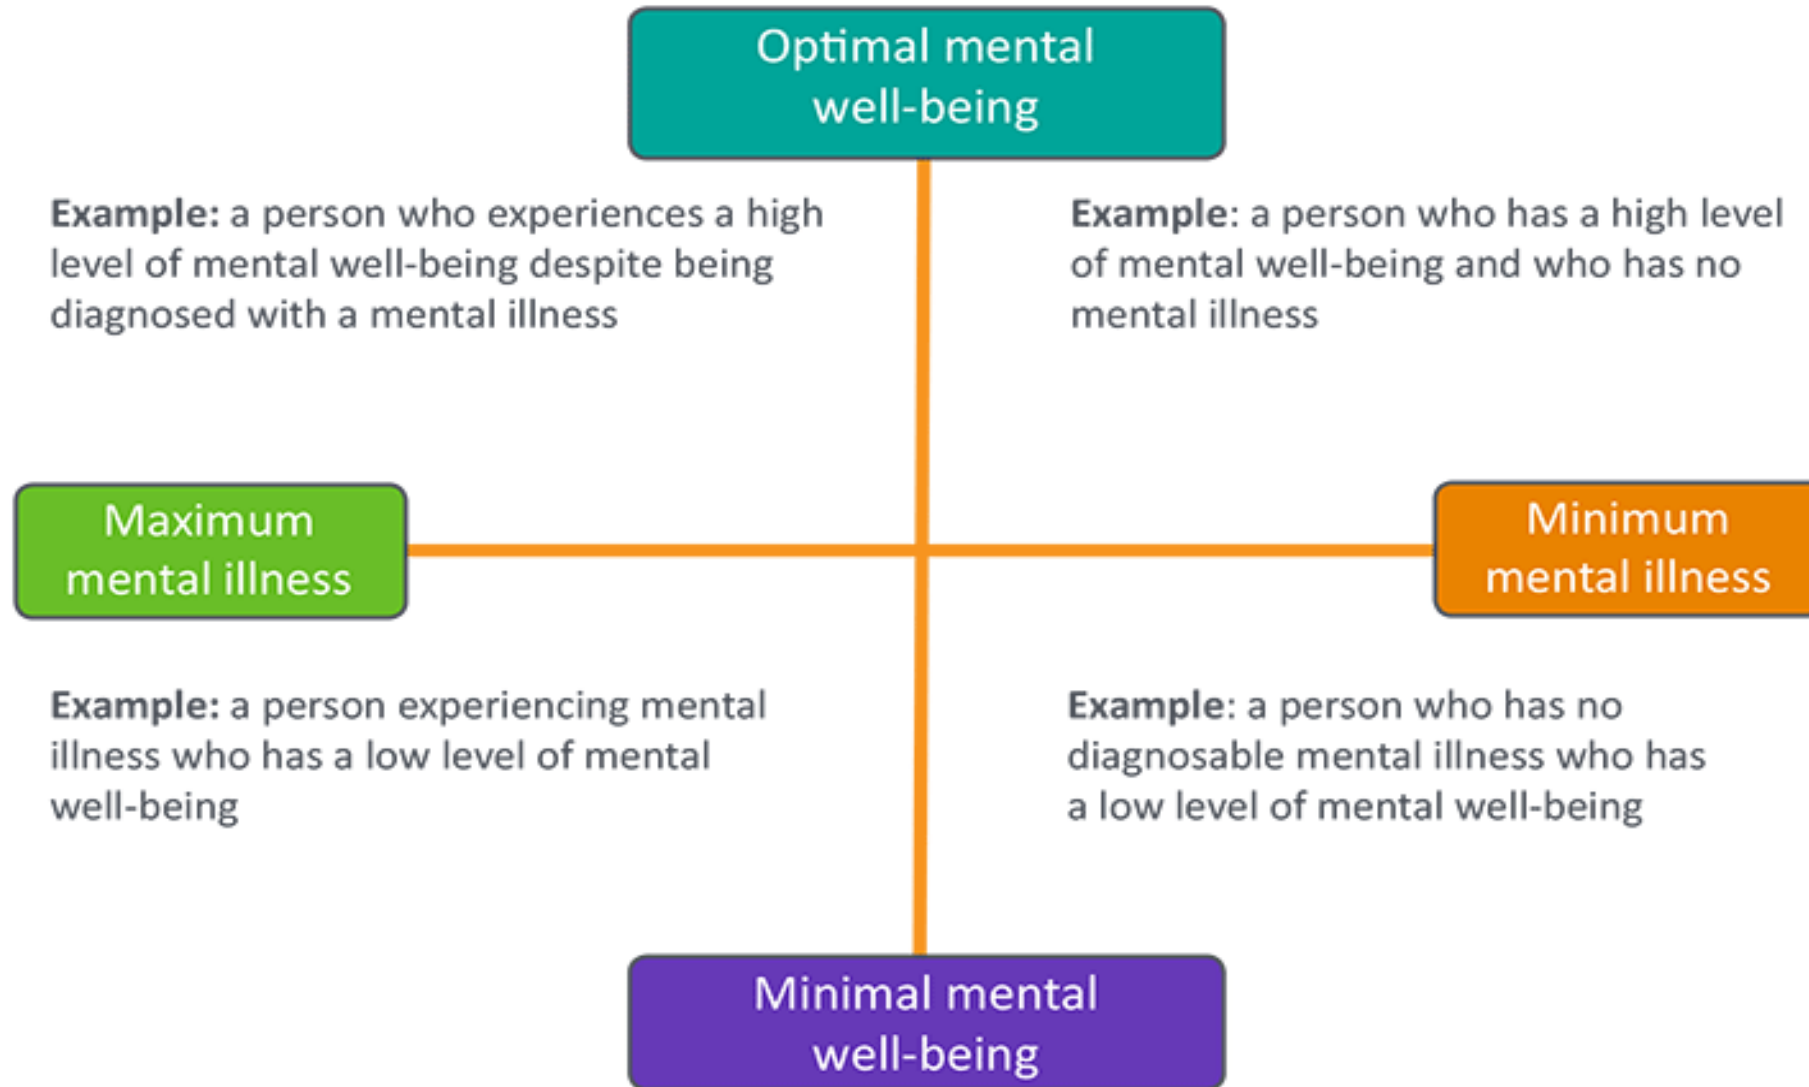 Optimal mental
well-being
Example: a person who experiences a high
level of mental well-being despite being
diagnosed with a mental illness
Example: a person who has a high level
of mental well-being and who has no
mental illness
Maximum
mental illness
Minimum
mental illness
Example: a person experiencing mental
illness who has a low level of mental
well-being
Example: a person who has no
diagnosable mental illness who has
a low level of mental well-being
Minimal mental
well-being